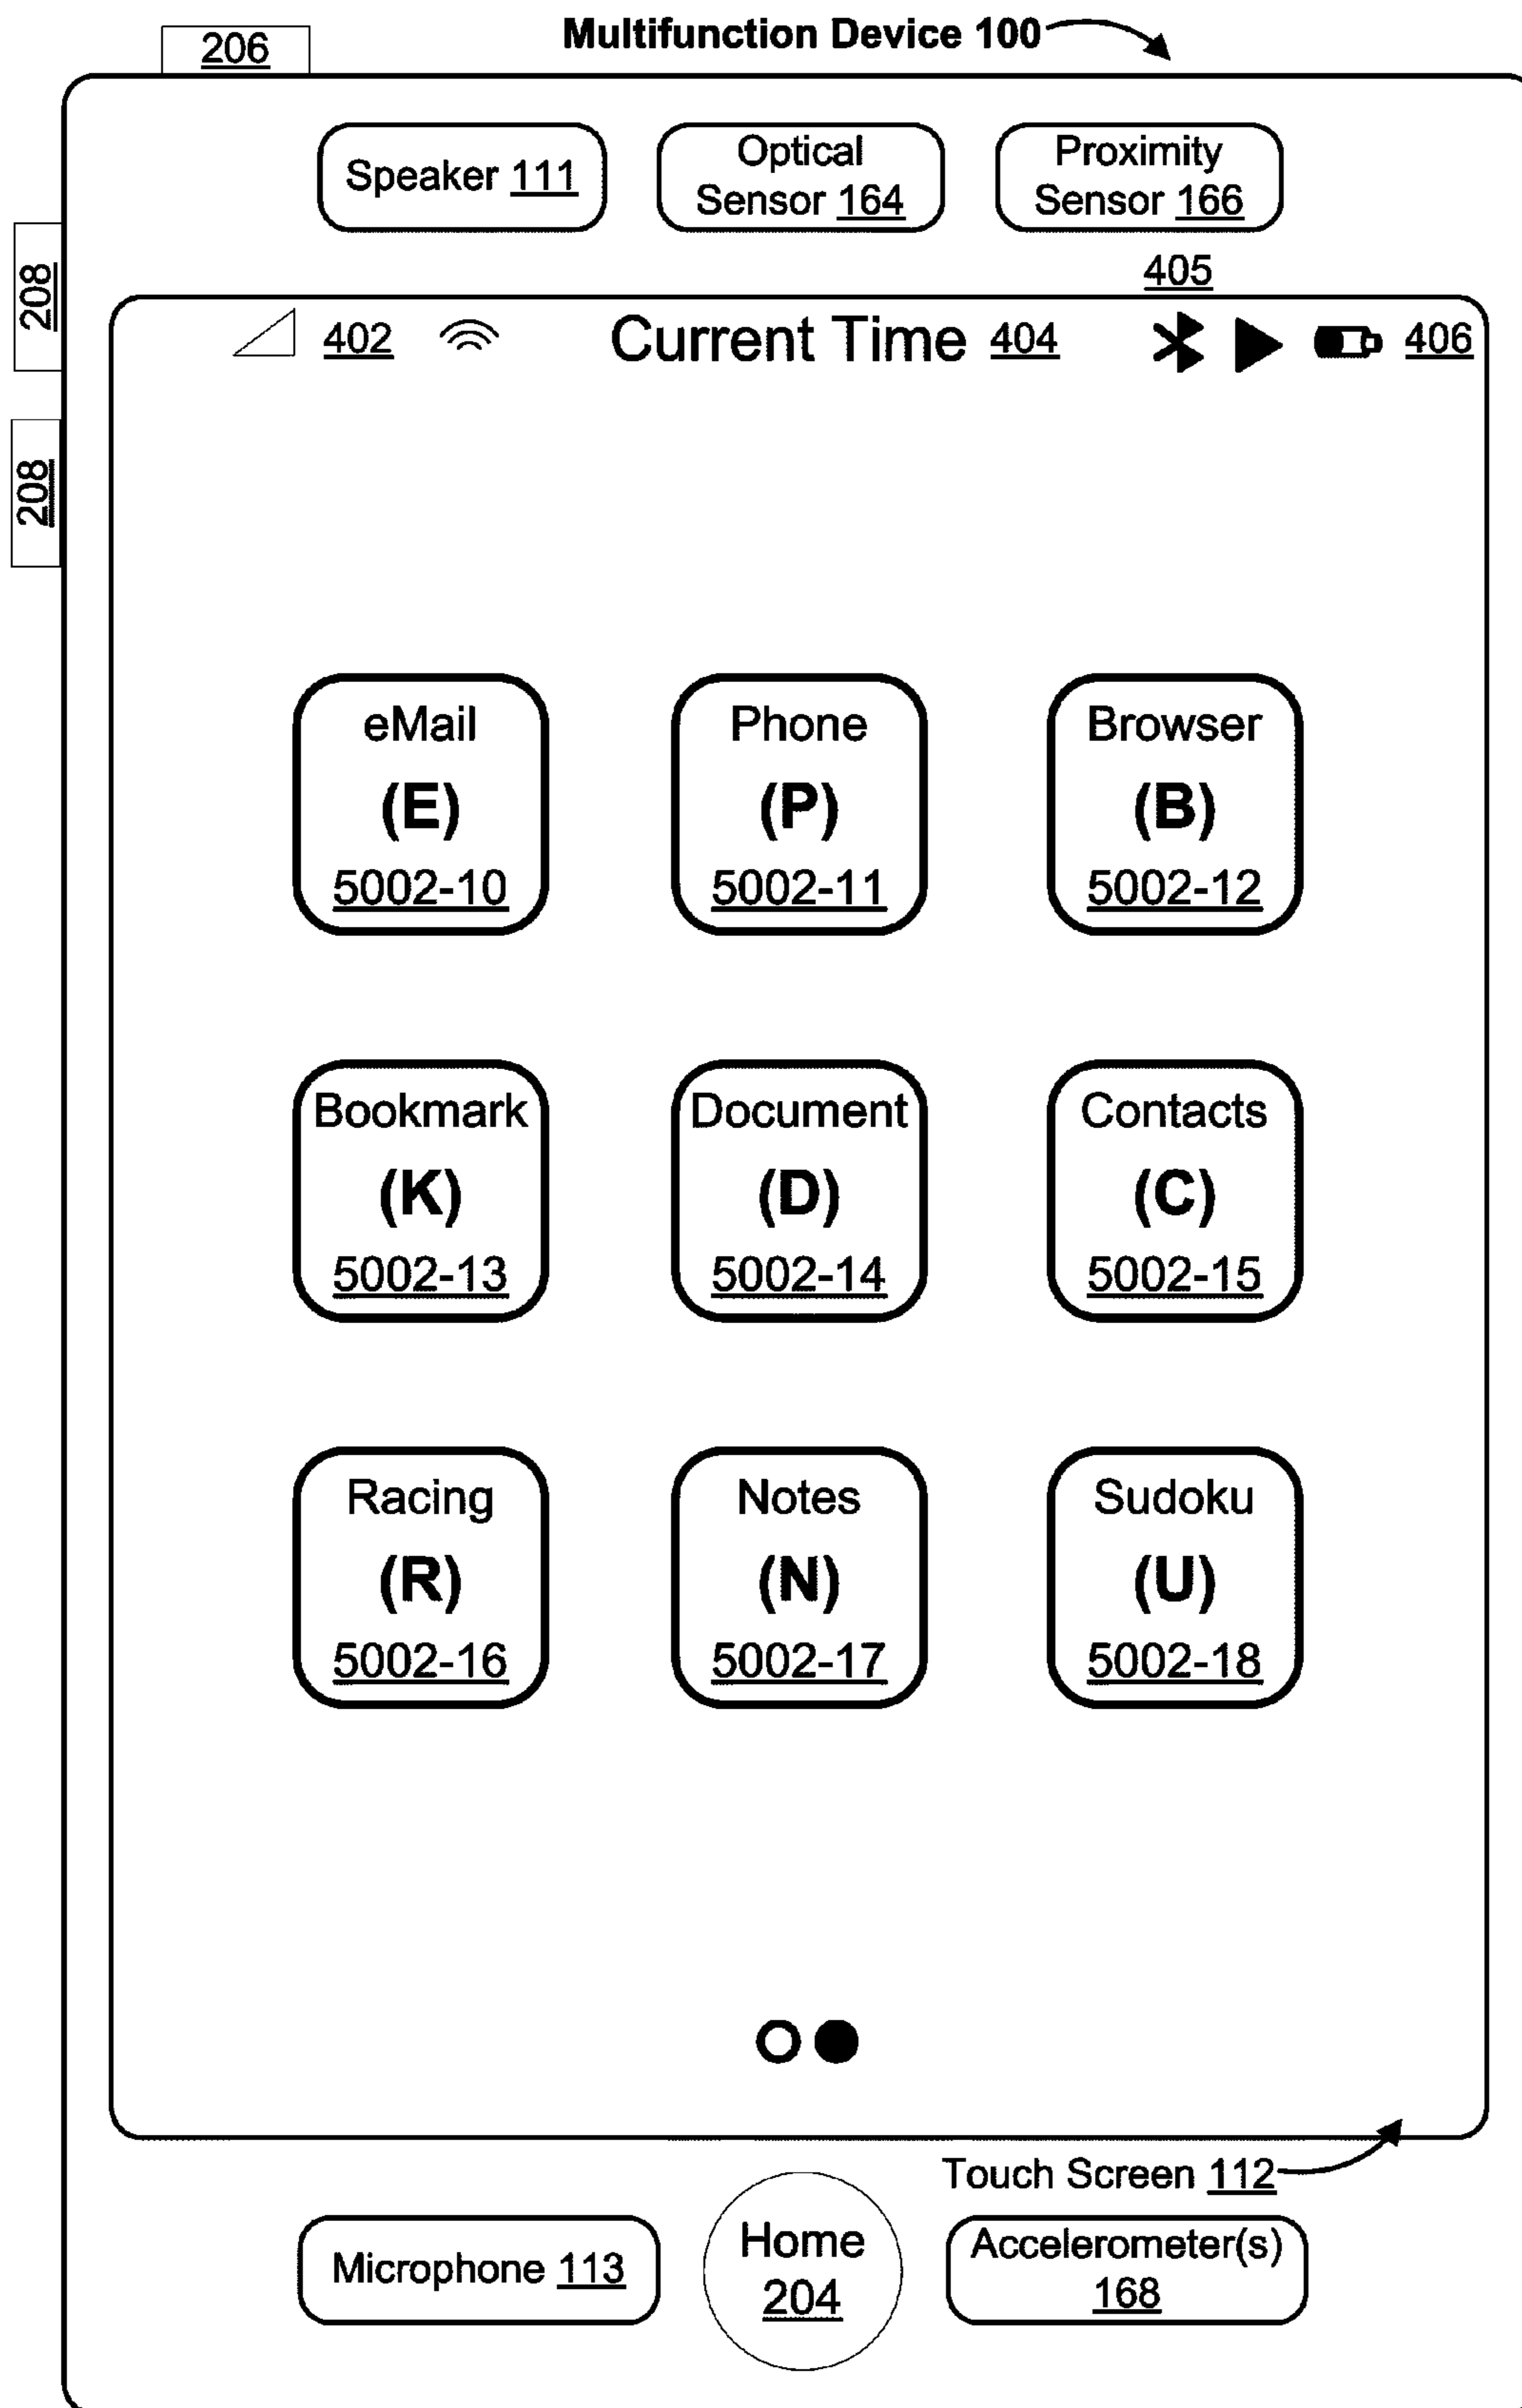 Multifunction Device 100
206
Speaker 111
Optical
Sensor 164
Proximity
Sensor 166
208
208
405
402
Current Time 404
406
eMail
(E)
5002-10
Phone
(P)
5002-11
Browser
(B)
5002-12
Bookmark
(K)
5002-13
Document
(D)
5002-14
Contacts
(C)
5002-15
Racing
(R)
5002-16
Notes
(N)
5002-17
Sudoku
(U)
5002-18
Touch Screen 112
Microphone 113
Home
204
Accelerometer(s)
168